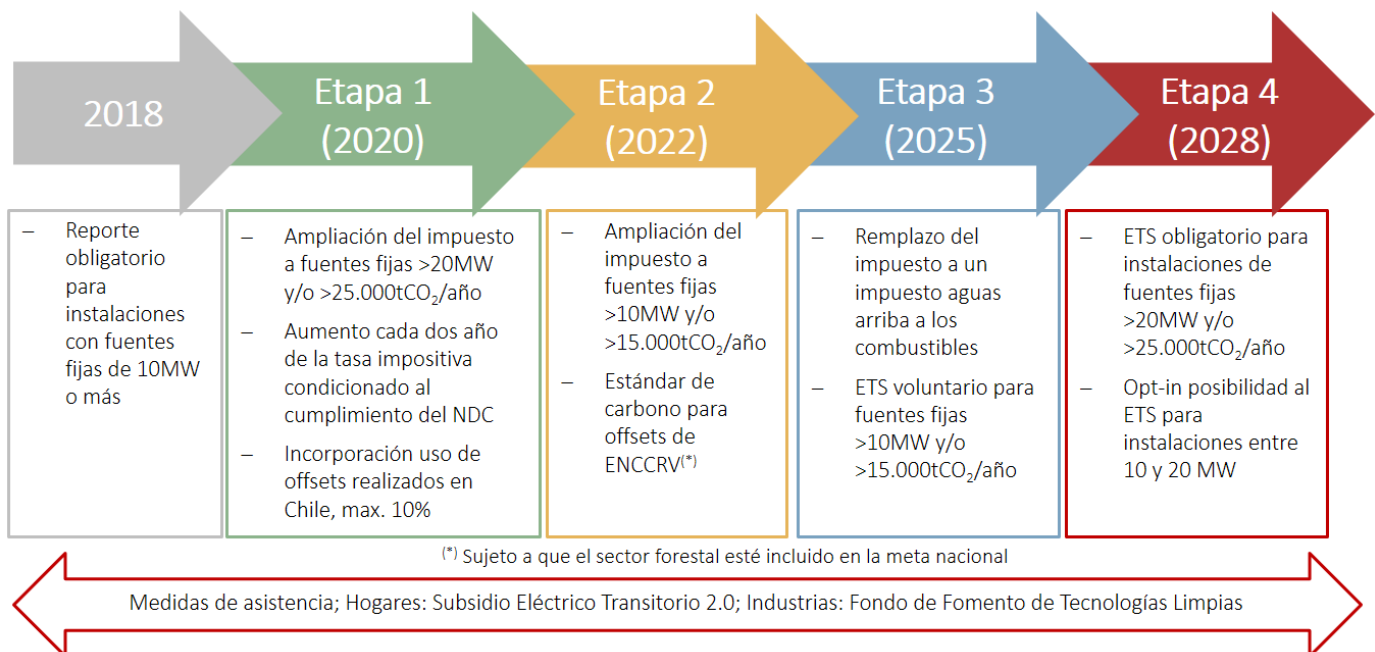 2018
Etapa 1
(2020)
Etapa 2
(2022)
Etapa 3
(2025)
Etapa 4
(2028)
– Reporte
obligatorio
para
instalaciones
con fuentes
fijas de 10MW
o más
– Ampliación del impuesto
a fuentes fijas >20MW
y/o >25.000tCO₂/año
– Aumento cada dos año
de la tasa impositiva
condicionado al
cumplimiento del NDC
– Incorporación uso de
offsets realizados en
Chile, max. 10%
– Ampliación del
impuesto a
fuentes fijas
>10MW y/o
>15.000tCO₂/año
– Estándar de
carbono para
offsets de
ENCCRV(*)
– Remplazo del
impuesto a un
impuesto aguas
arriba a los
combustibles
– ETS voluntario para
fuentes fijas
>10MW y/o
>15.000tCO₂/año
– ETS obligatorio para
instalaciones de
fuentes fijas
>20MW y/o
>25.000tCO₂/año
– Opt-in posibilidad al
ETS para
instalaciones entre
10 y 20 MW
(*) Sujeto a que el sector forestal esté incluido en la meta nacional
Medidas de asistencia; Hogares: Subsidio Eléctrico Transitorio 2.0; Industrias: Fondo de Fomento de Tecnologías Limpias